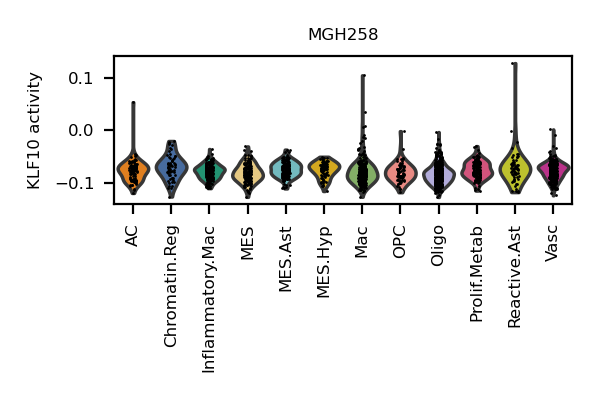 MGH258
KLF10 activity
0.1
0.0
−0.1
AC
Chromatin.Reg
Inflammatory.Mac
MES
MES.Ast
MES.Hyp
Mac
OPC
Oligo
Prolif.Metab
Reactive.Ast
Vasc